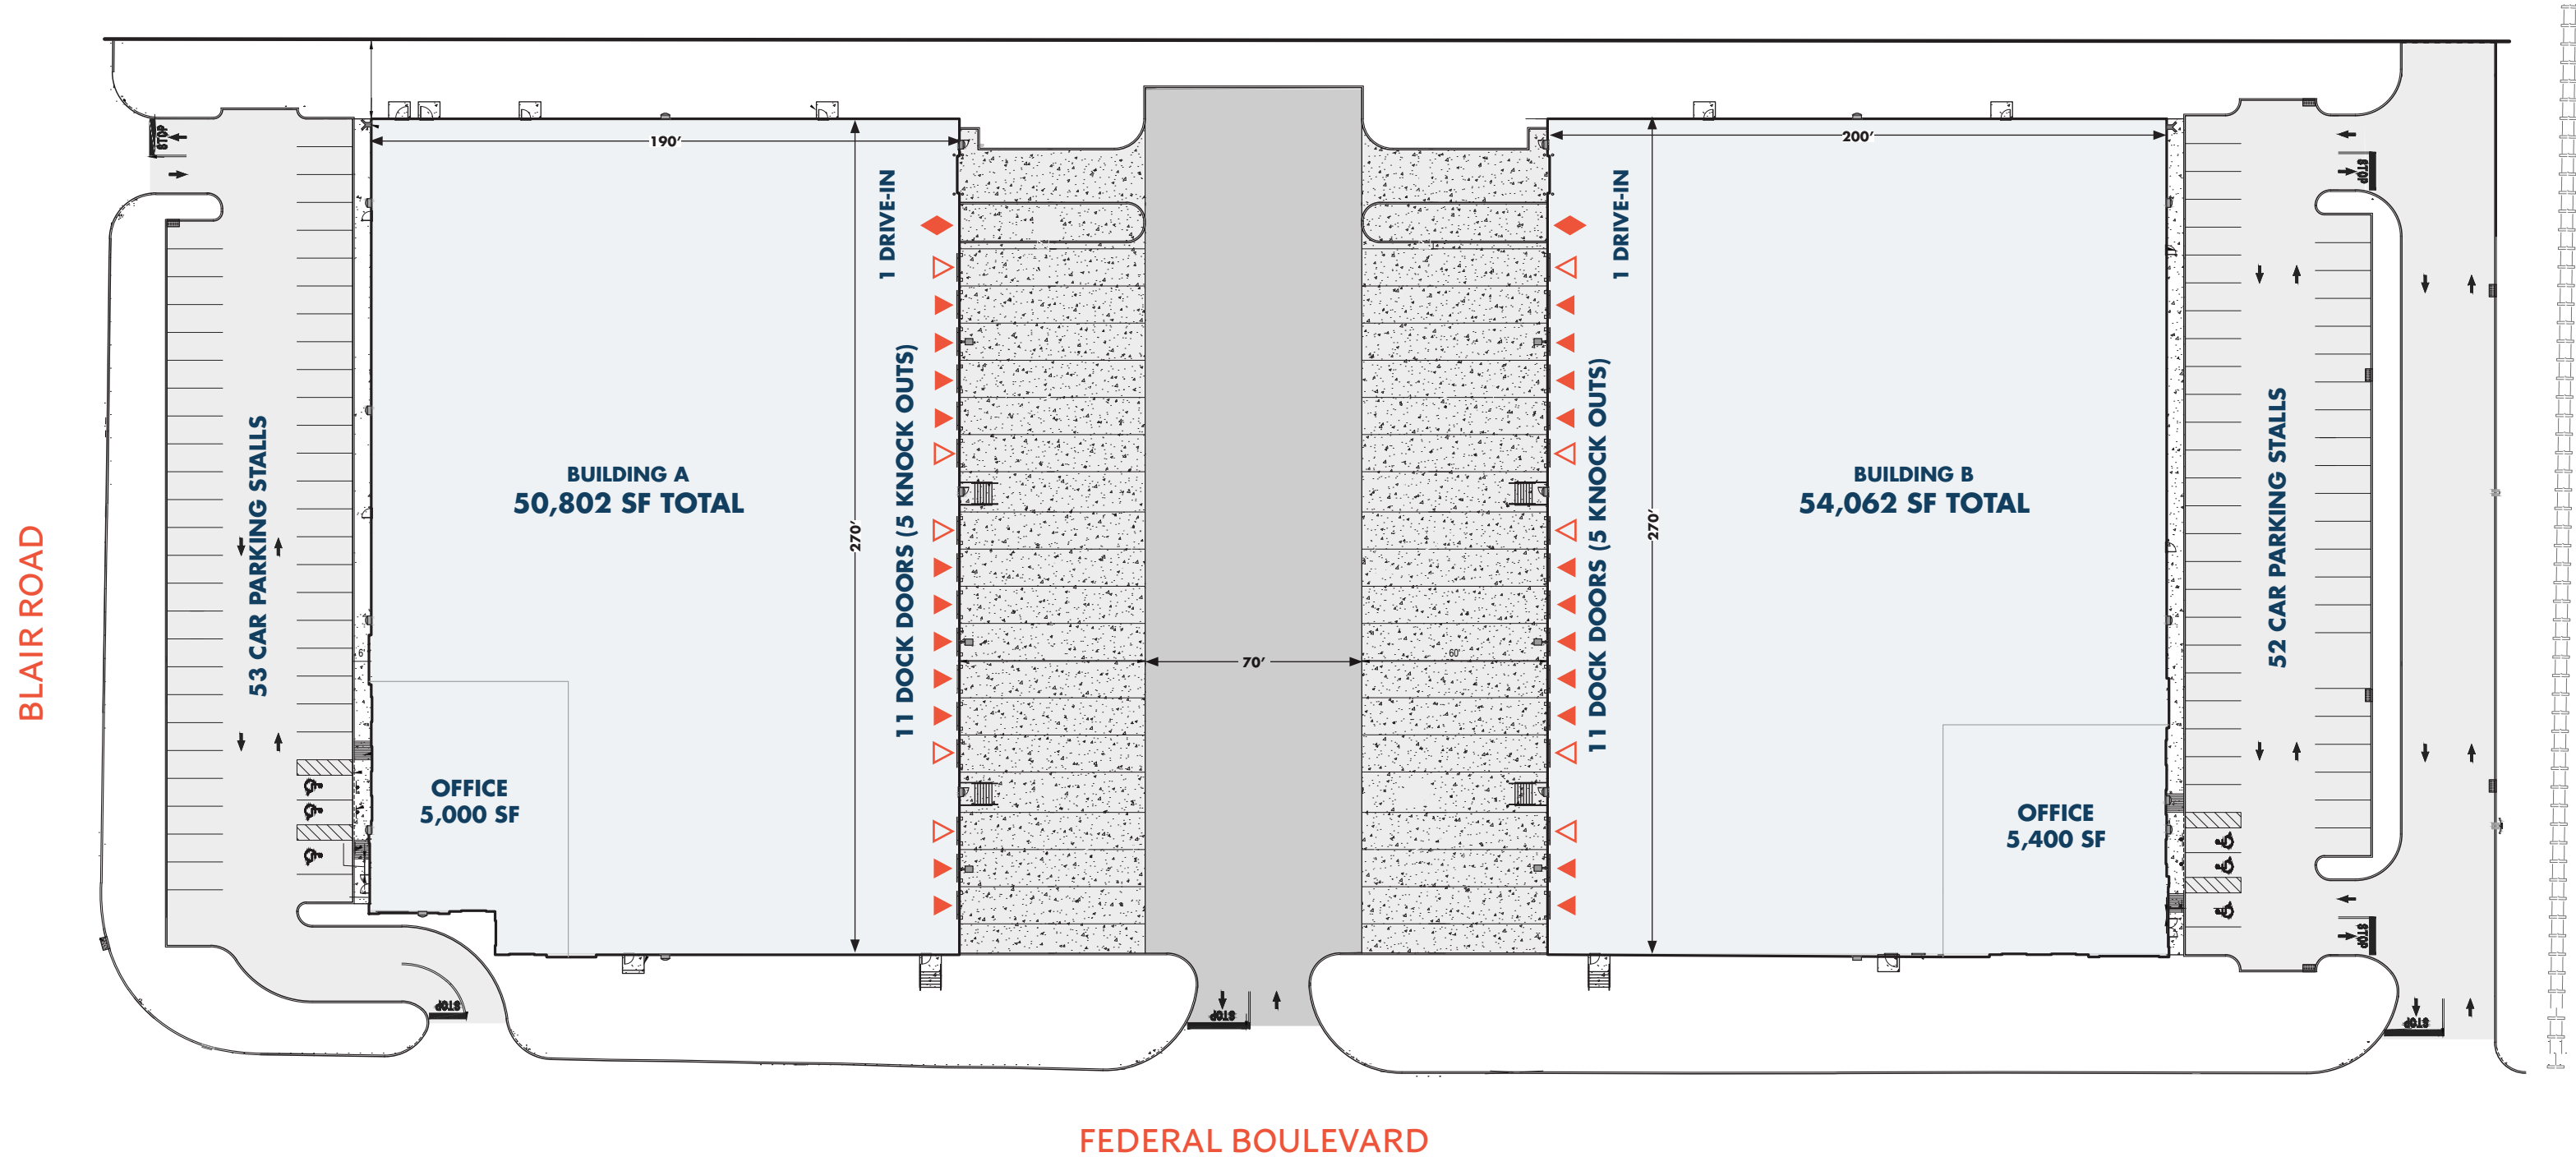 STOP
190'
200'
STOP
1 DRIVE-IN
1 DRIVE-IN
270'
270'
11 DOCK DOORS (5 KNOCK OUTS)
11 DOCK DOORS (5 KNOCK OUTS)
53 CAR PARKING STALLS
52 CAR PARKING STALLS
BUILDING A
50,802 SF TOTAL
BUILDING B
54,062 SF TOTAL
BLAIR ROAD
6'
70'
60'
OFFICE
5,000 SF
OFFICE
5,400 SF
STOP
STOP
STOP
STOP
FEDERAL BOULEVARD